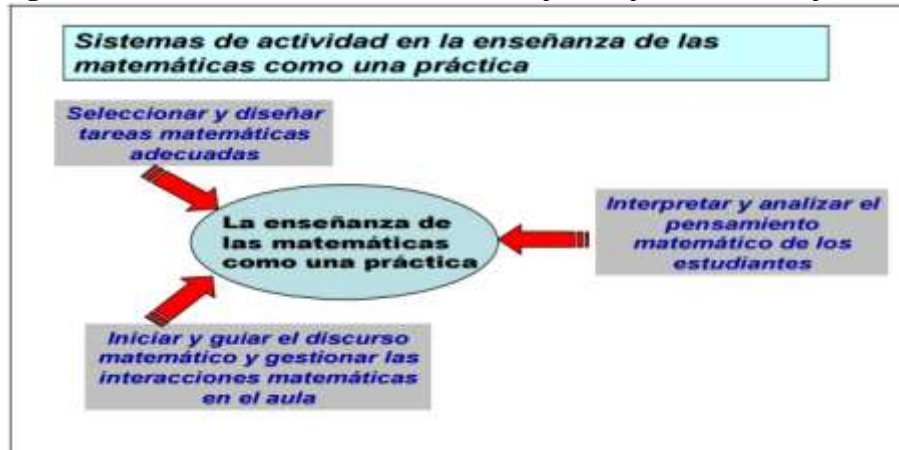 Sistemas de actividad en la enseñanza de las
matemáticas como una práctica
Seleccionar y diseñar
tareas matemáticas
adecuadas
La enseñanza de
las matemáticas
como una práctica
Interpretar y analizar el
pensamiento
matemático de los
estudiantes
Iniciar y guiar el discurso
matemático y gestionar las
interacciones matemáticas
en el aula